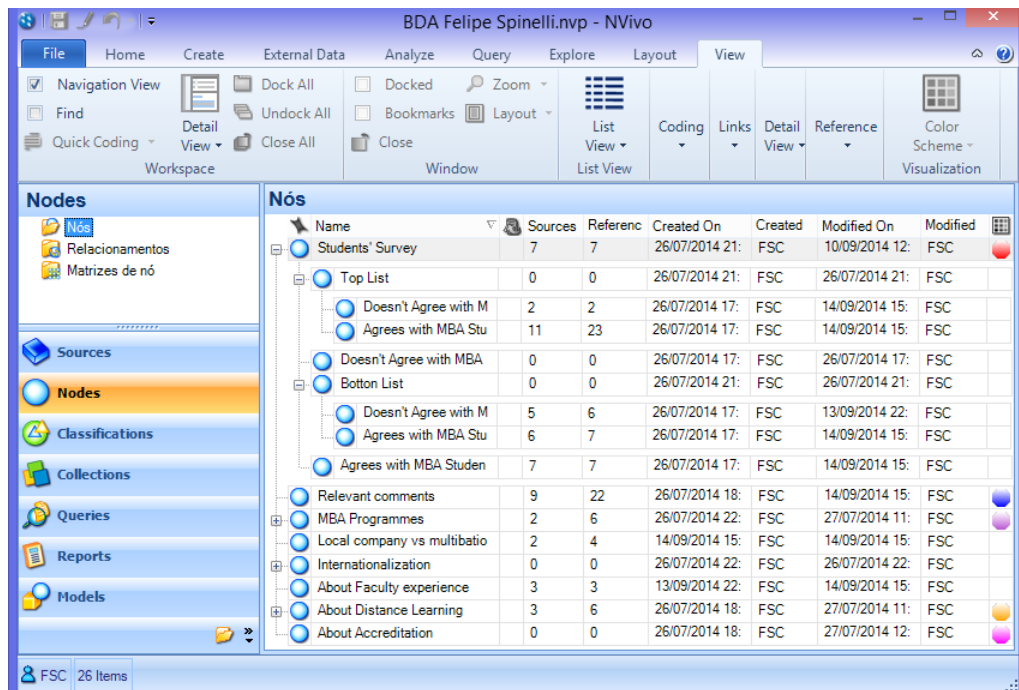 BDA Felipe Spinelli.nvp - NVivo
File Home Create External Data Analyze Query Explore Layout View
Navigation View
Find
Quick Coding
Detail View
Workspace
Dock All
Undock All
Close All
Docked
Bookmarks
Close
Zoom
Layout
Window
List View
List View
Coding
Links
Detail View
Reference
Color Scheme
Visualization
Nodes
Nós
Relacionamentos
Matrizes de nó
Sources
Nodes
Classifications
Collections
Queries
Reports
Models
Nós
Name Sources Referenc Created On Created Modified On Modified
Students' Survey 7 7 26/07/2014 21: FSC 10/09/2014 12: FSC
Top List 0 0 26/07/2014 21: FSC 26/07/2014 21: FSC
Doesn't Agree with M 2 2 26/07/2014 17: FSC 14/09/2014 15: FSC
Agrees with MBA Stu 11 23 26/07/2014 17: FSC 14/09/2014 15: FSC
Doesn't Agree with MBA 0 0 26/07/2014 17: FSC 26/07/2014 17: FSC
Botton List 0 0 26/07/2014 21: FSC 26/07/2014 21: FSC
Doesn't Agree with M 5 6 26/07/2014 17: FSC 13/09/2014 22: FSC
Agrees with MBA Stu 6 7 26/07/2014 17: FSC 14/09/2014 15: FSC
Agrees with MBA Studen 7 7 26/07/2014 17: FSC 14/09/2014 15: FSC
Relevant comments 9 22 26/07/2014 18: FSC 14/09/2014 15: FSC
MBA Programmes 2 6 26/07/2014 22: FSC 27/07/2014 11: FSC
Local company vs multibatio 2 4 14/09/2014 15: FSC 14/09/2014 15: FSC
Internationalization 0 0 26/07/2014 22: FSC 26/07/2014 22: FSC
About Faculty experience 3 3 13/09/2014 22: FSC 14/09/2014 15: FSC
About Distance Learning 3 6 26/07/2014 18: FSC 27/07/2014 11: FSC
About Accreditation 0 0 26/07/2014 18: FSC 27/07/2014 12: FSC
FSC 26 Items